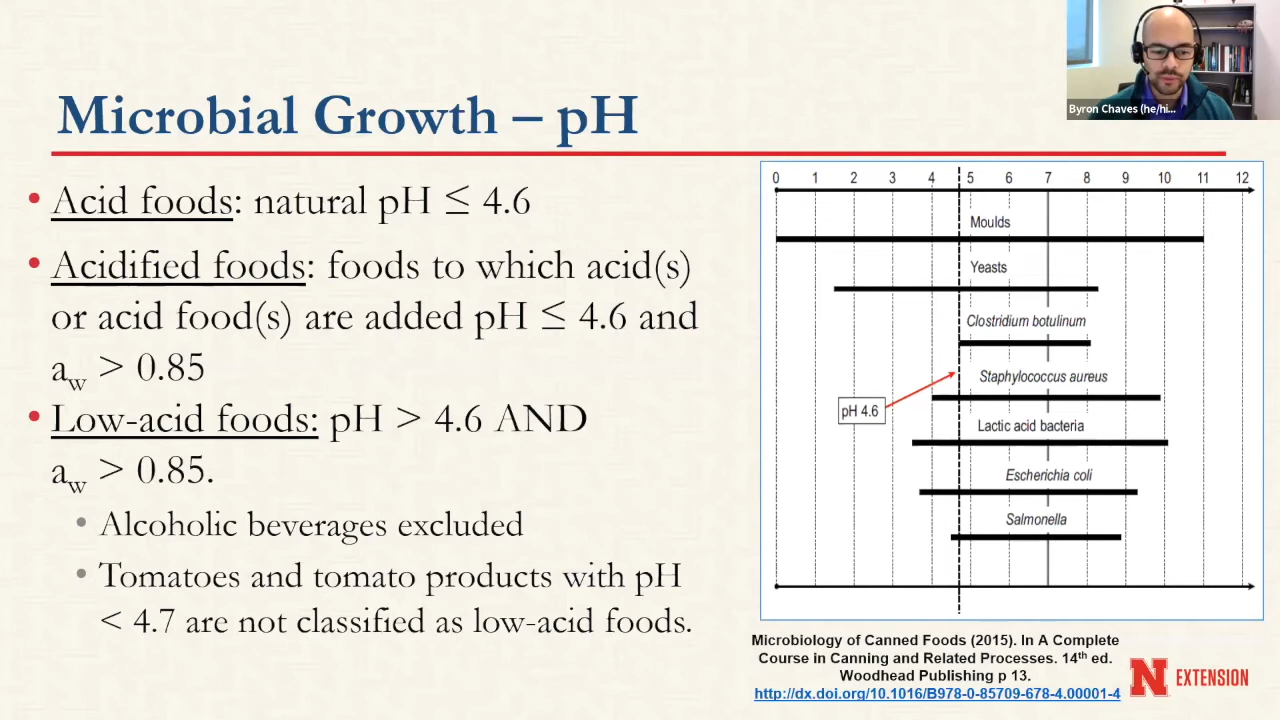 Microbial Growth – pH
Byron Chaves (he/hi...
• Acid foods: natural pH ≤ 4.6
• Acidified foods: foods to which acid(s)
or acid food(s) are added pH ≤ 4.6 and
aw > 0.85
• Low-acid foods: pH > 4.6 AND
aw > 0.85.
• Alcoholic beverages excluded
• Tomatoes and tomato products with pH
< 4.7 are not classified as low-acid foods.
0 1 2 3 4 5 6 7 8 9 10 11 12
Moulds
Yeasts
Clostridium botulinum
Staphylococcus aureus
pH 4.6
Lactic acid bacteria
Escherichia coli
Salmonella
Microbiology of Canned Foods (2015). In A Complete
Course in Canning and Related Processes. 14th ed.
Woodhead Publishing p 13.
http://dx.doi.org/10.1016/B978-0-85709-678-4.00001-4
N EXTENSION